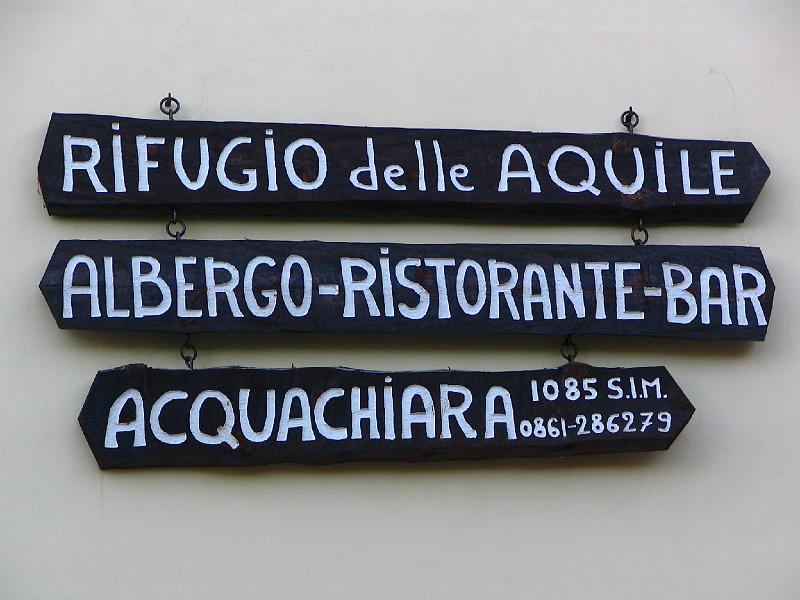 RIFUGIO delle AQUILE
ALBERGO-RISTORANTE-BAR
ACQUACHIARA
1085 S.I.M.
0861-286279